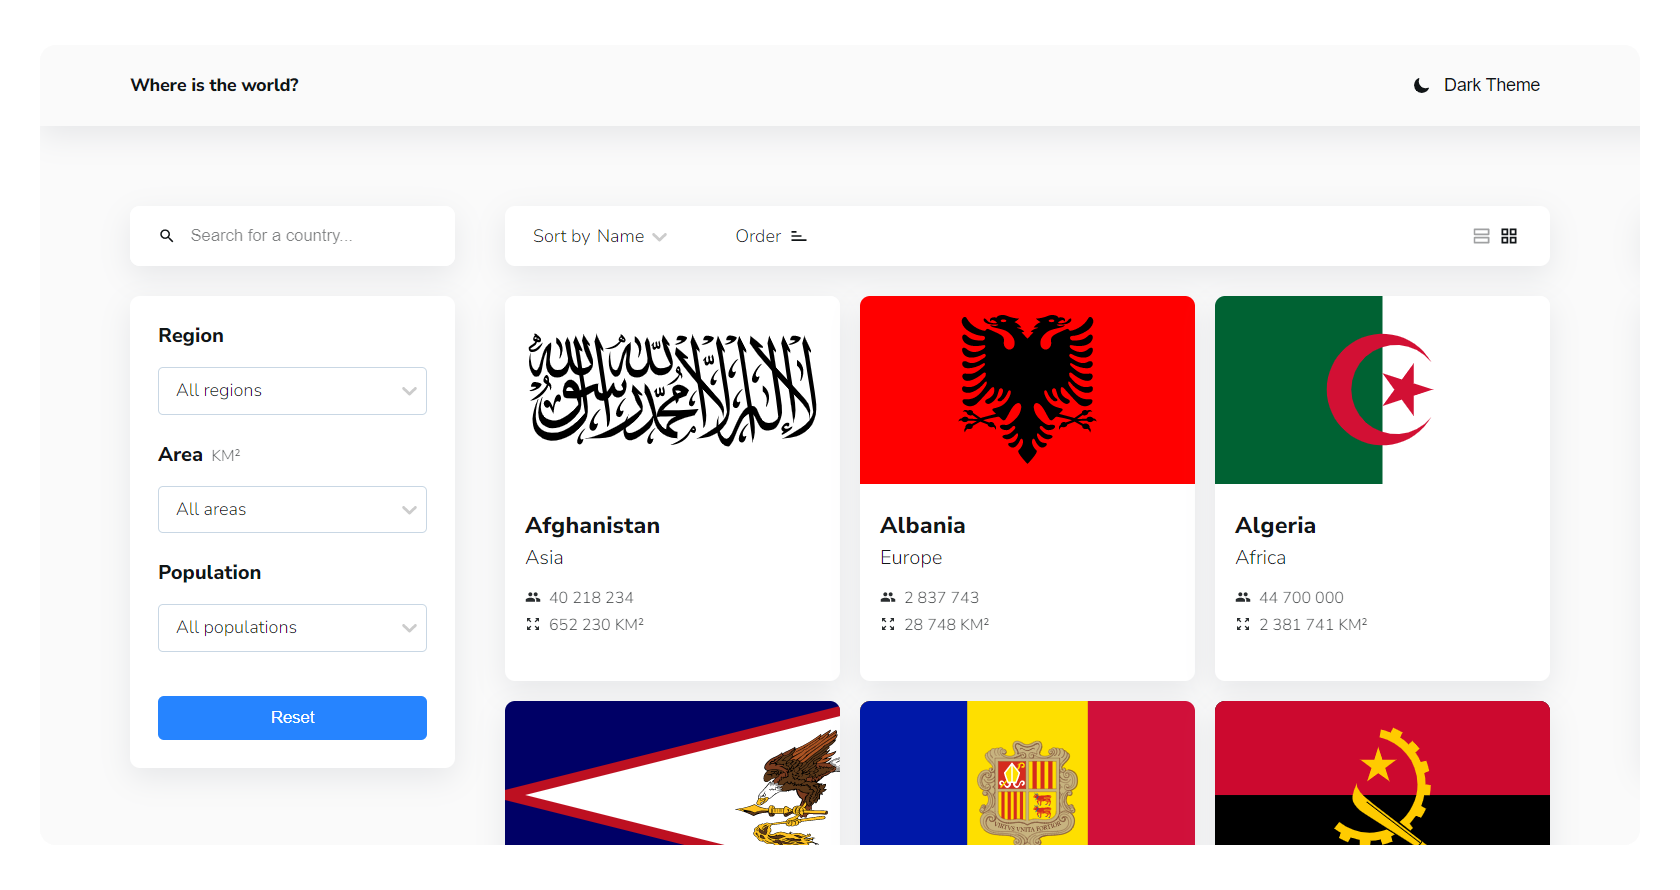 Where is the world?
Dark Theme
Search for a country...
Sort by Name
Order
Region
All regions
Area KM²
All areas
Population
All populations
Reset
لا إله إلا الله محمد رسول الله
Afghanistan
Asia
40 218 234
652 230 KM²
Albania
Europe
2 837 743
28 748 KM²
Algeria
Africa
44 700 000
2 381 741 KM²
VIRTVS VNITA FORTIOR